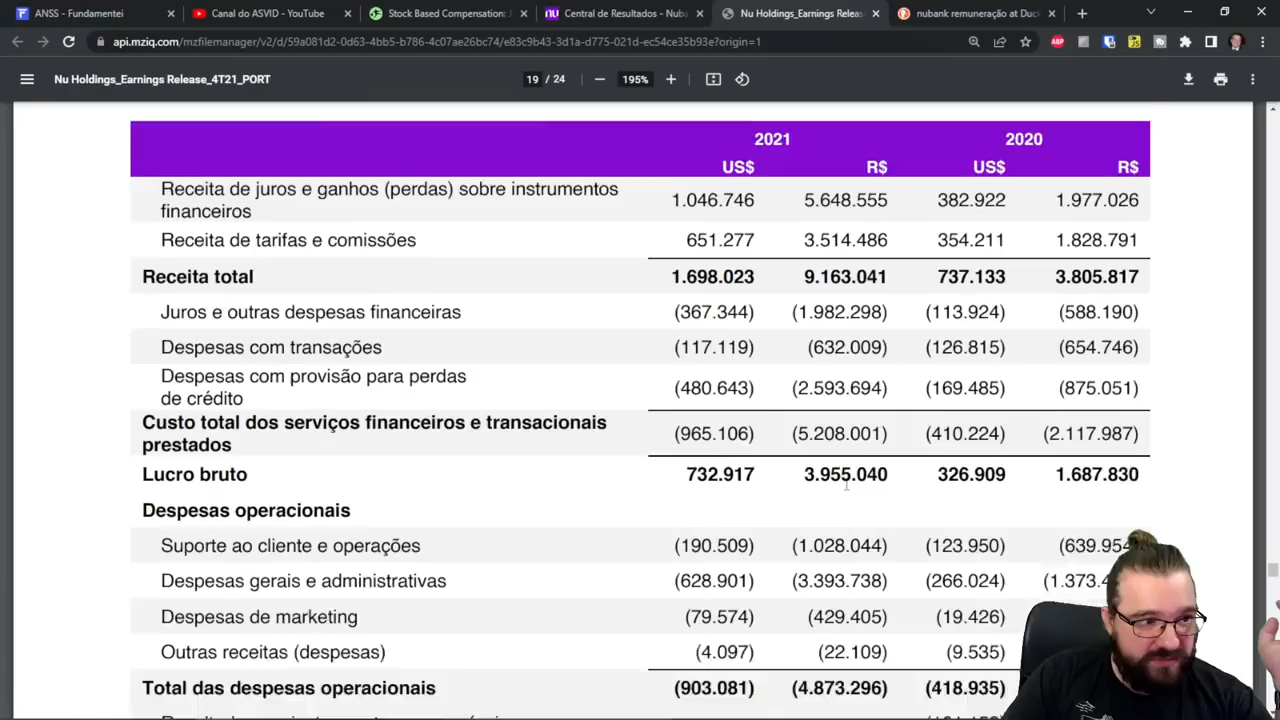 ANSS - Fundamentei
Canal do ASVID - YouTube
Stock Based Compensation:
Central de Resultados - Nuba
Nu Holdings_Earnings Releas
nubank remuneração at Duck
api.mziq.com/mzfilemanager/v2/d/59a081d2-0d63-4bb5-b786-4c07ae26bc74/e83c9b43-3d1a-d775-021d-ec54ce35b93e?origin=1
Nu Holdings_Earnings Release_4T21_PORT
19 / 24
195%
2021 2020
US$ R$ US$ R$
Receita de juros e ganhos (perdas) sobre instrumentos
financeiros 1.046.746 5.648.555 382.922 1.977.026
Receita de tarifas e comissões 651.277 3.514.486 354.211 1.828.791
Receita total 1.698.023 9.163.041 737.133 3.805.817
Juros e outras despesas financeiras (367.344) (1.982.298) (113.924) (588.190)
Despesas com transações (117.119) (632.009) (126.815) (654.746)
Despesas com provisão para perdas
de crédito (480.643) (2.593.694) (169.485) (875.051)
Custo total dos serviços financeiros e transacionais
prestados (965.106) (5.208.001) (410.224) (2.117.987)
Lucro bruto 732.917 3.955.040 326.909 1.687.830
Despesas operacionais
Suporte ao cliente e operações (190.509) (1.028.044) (123.950) (639.954
Despesas gerais e administrativas (628.901) (3.393.738) (266.024) (1.373.
Despesas de marketing (79.574) (429.405) (19.426)
Outras receitas (despesas) (4.097) (22.109) (9.535)
Total das despesas operacionais (903.081) (4.873.296) (418.935)